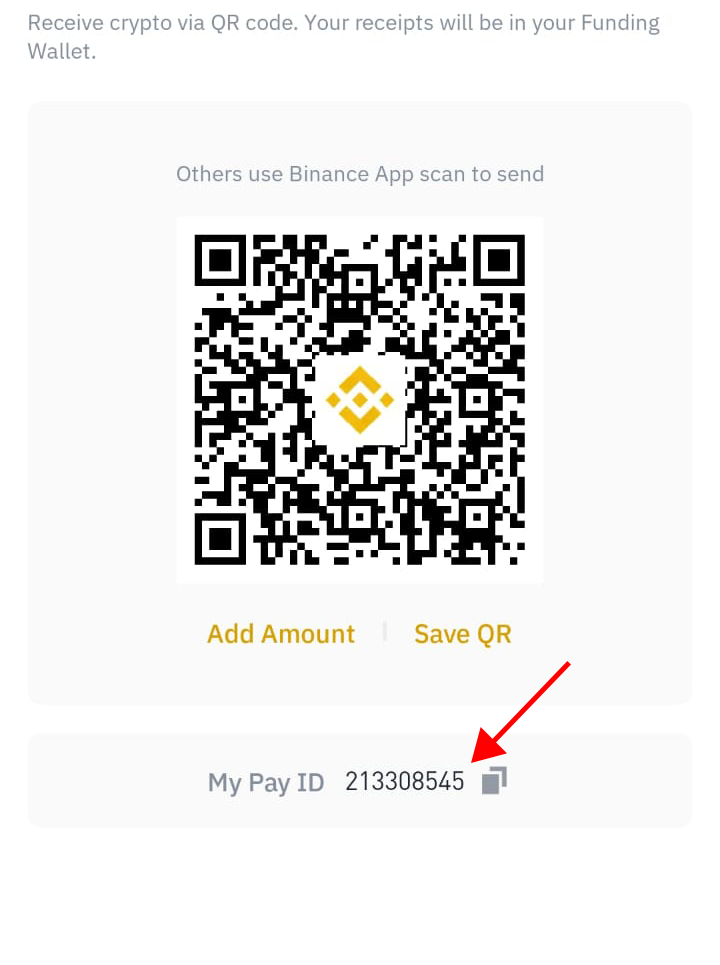 Receive crypto via QR code. Your receipts will be in your Funding
Wallet.
Others use Binance App scan to send
Add Amount
Save QR
My Pay ID 213308545